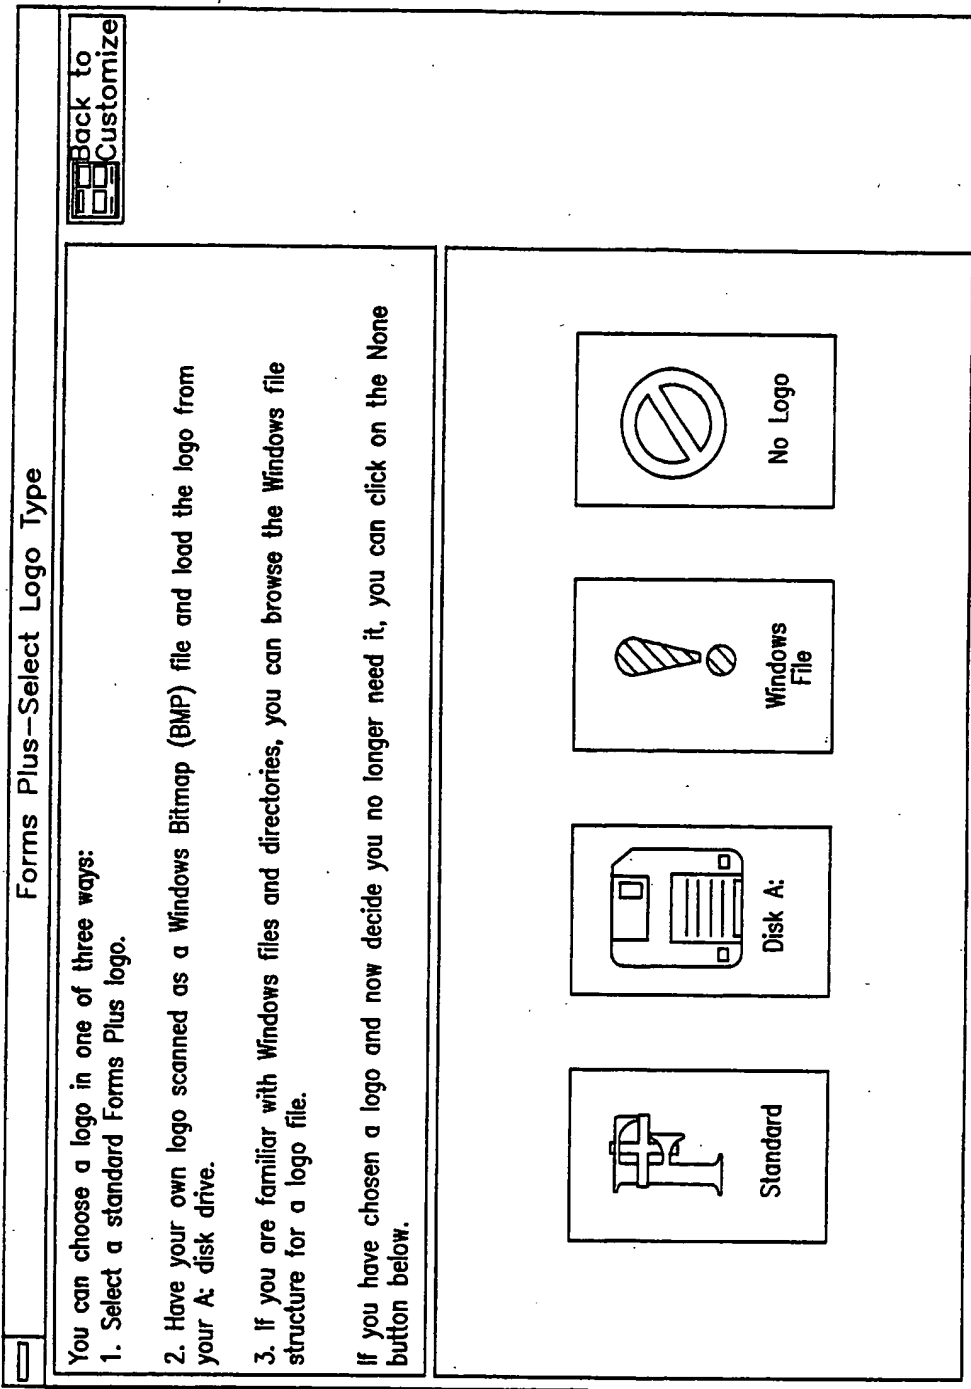 Forms Plus-Select Logo Type
Back to
Customize
You can choose a logo in one of three ways:
1. Select a standard Forms Plus logo.
2. Have your own logo scanned as a Windows Bitmap (BMP) file and load the logo from
your A: disk drive.
3. If you are familiar with Windows files and directories, you can browse the Windows file
structure for a logo file.
If you have chosen a logo and now decide you no longer need it, you can click on the None
button below.
Standard
Disk A:
Windows
File
No Logo